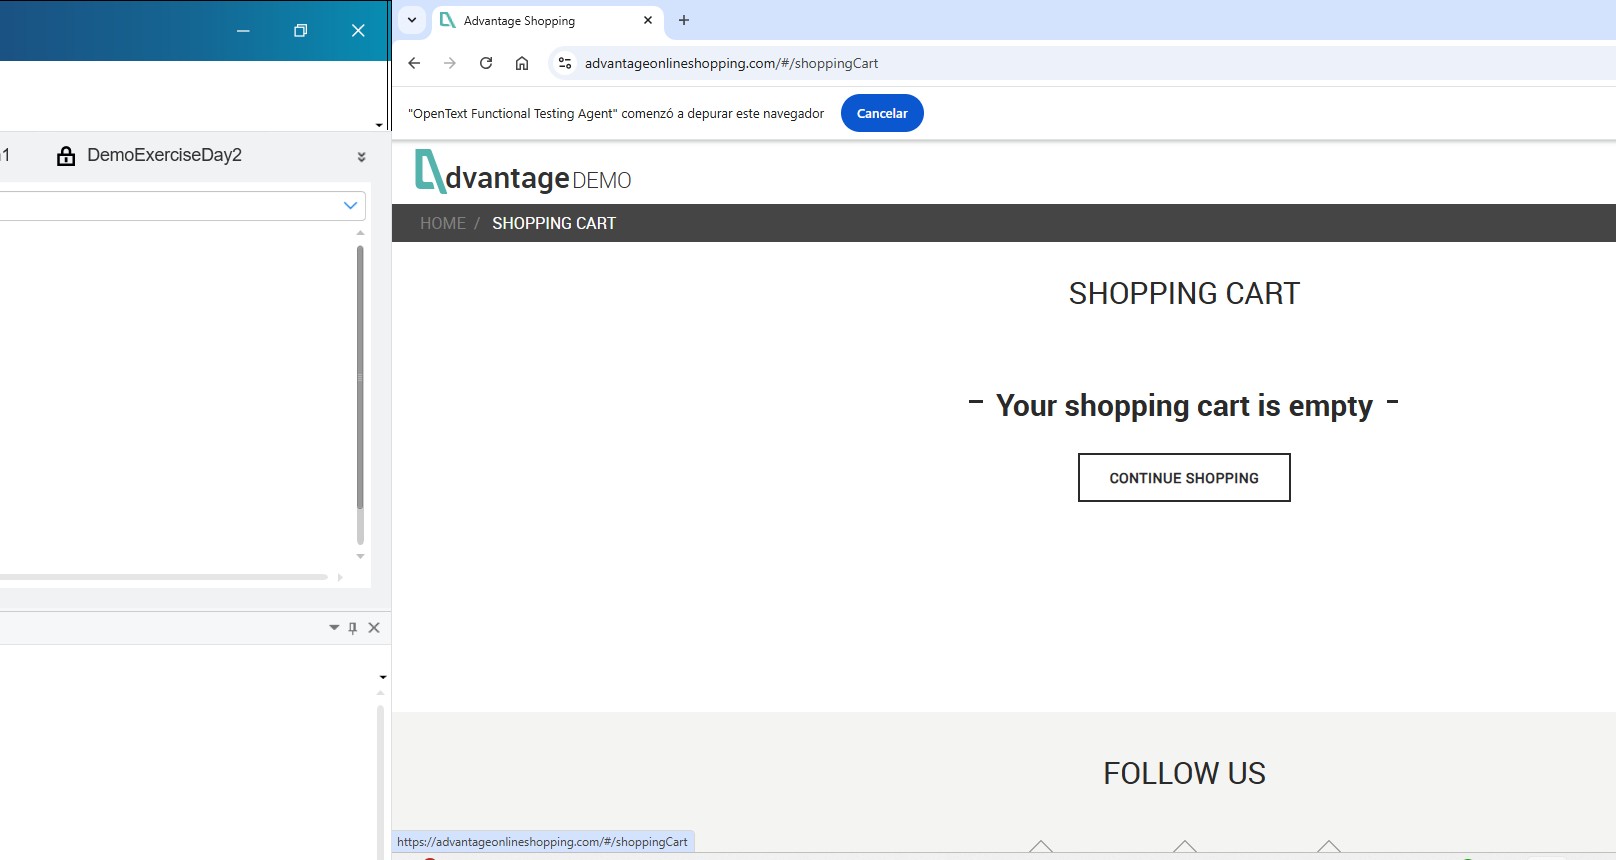 Advantage Shopping
advantageonlineshopping.com/#/shoppingCart
"OpenText Functional Testing Agent" comenzó a depurar este navegador
Cancelar
1
DemoExerciseDay2
dvantage DEMO
HOME / SHOPPING CART
SHOPPING CART
- Your shopping cart is empty -
CONTINUE SHOPPING
FOLLOW US
https://advantageonlineshopping.com/#/shoppingCart